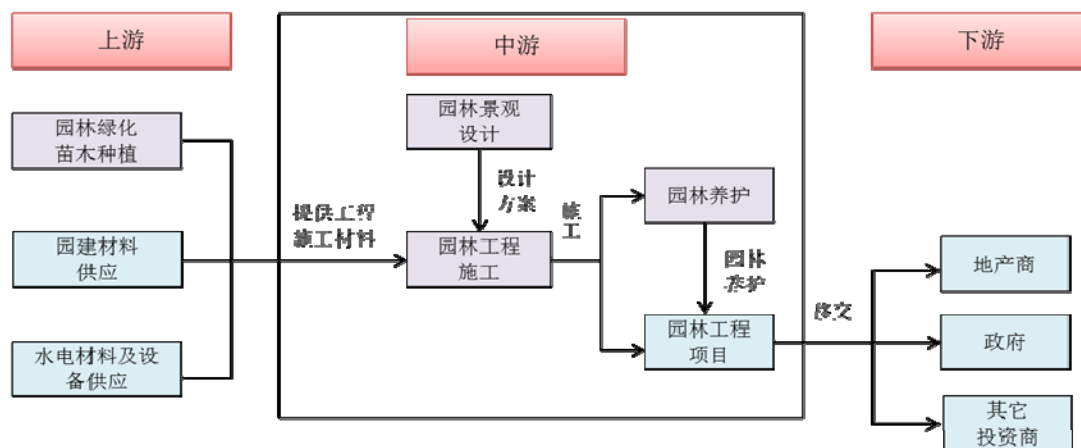 上游
中游
下游
园林绿化
苗木种植
园建材料
供应
水电材料及设
备供应
提供工程
施工材料
园林景观
设计
设计
方案
园林工程
施工
施
工
园林养护
园林
养护
园林工程
项目
移交
地产商
政府
其它
投资商